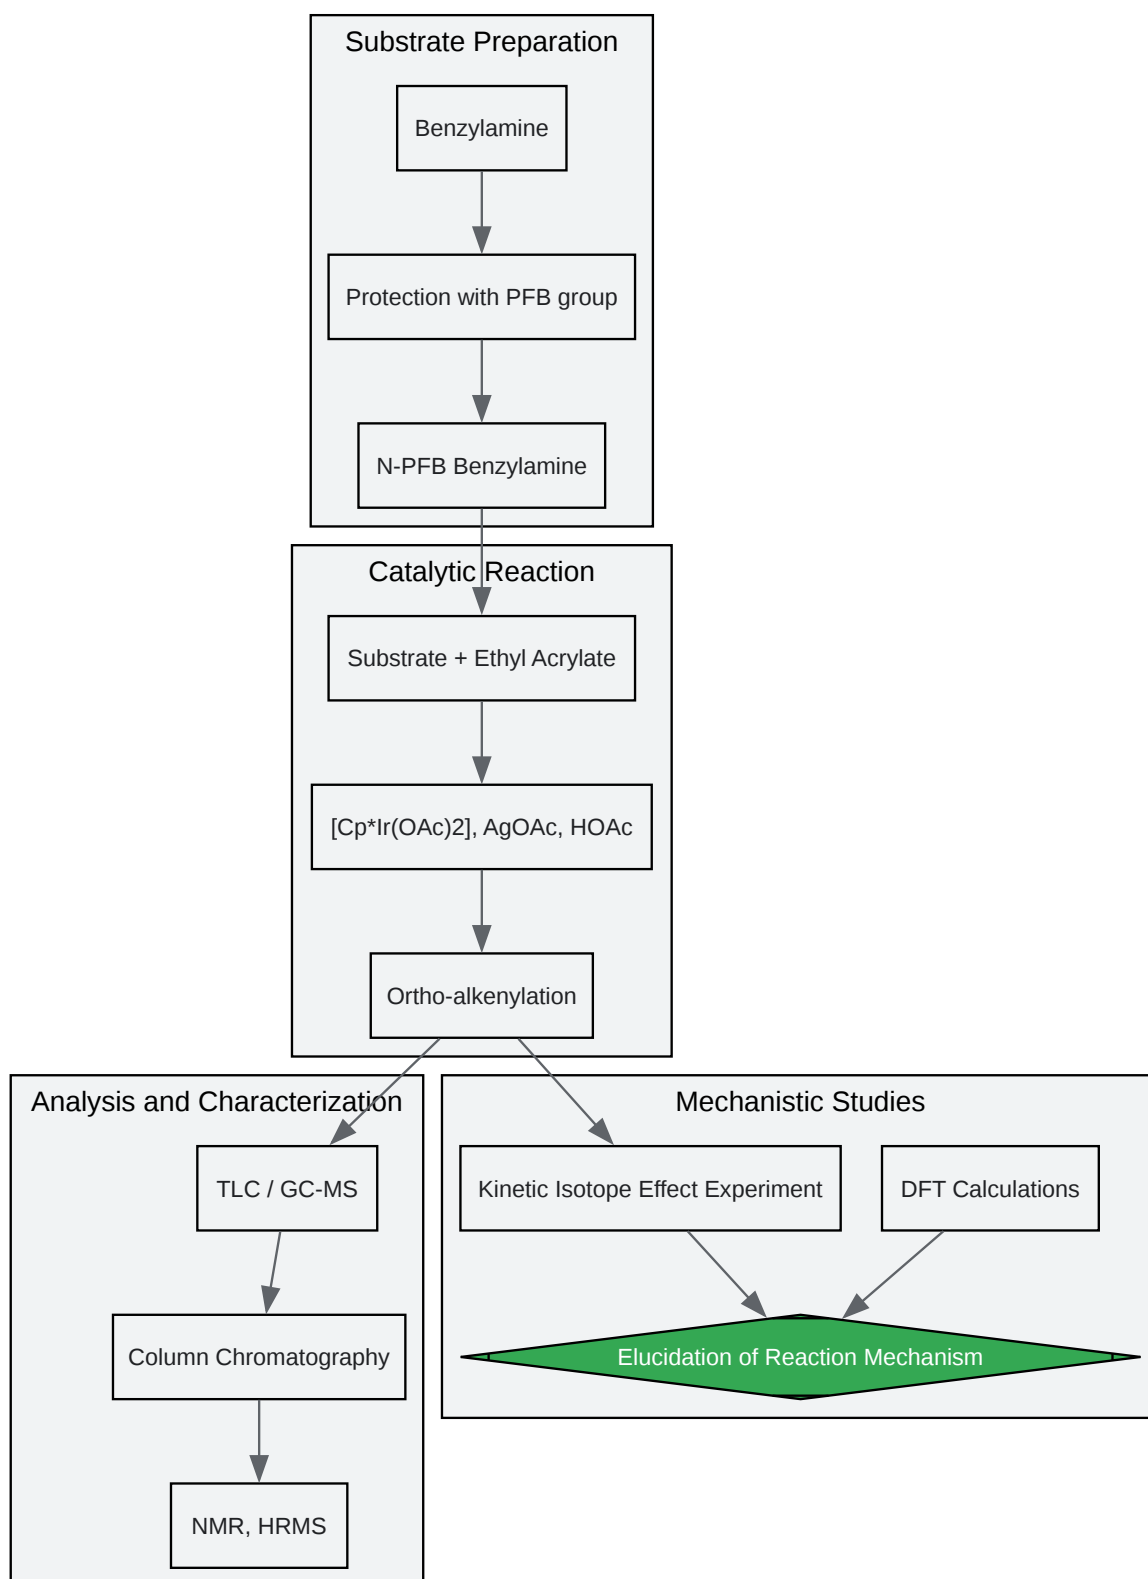 Substrate Preparation
Benzylamine
Protection with PFB group
N-PFB Benzylamine
Catalytic Reaction
Substrate + Ethyl Acrylate
[Cp*Ir(OAc)2], AgOAc, HOAc
Ortho-alkenylation
Analysis and Characterization
TLC / GC-MS
Column Chromatography
NMR, HRMS
Mechanistic Studies
Kinetic Isotope Effect Experiment
DFT Calculations
Elucidation of Reaction Mechanism